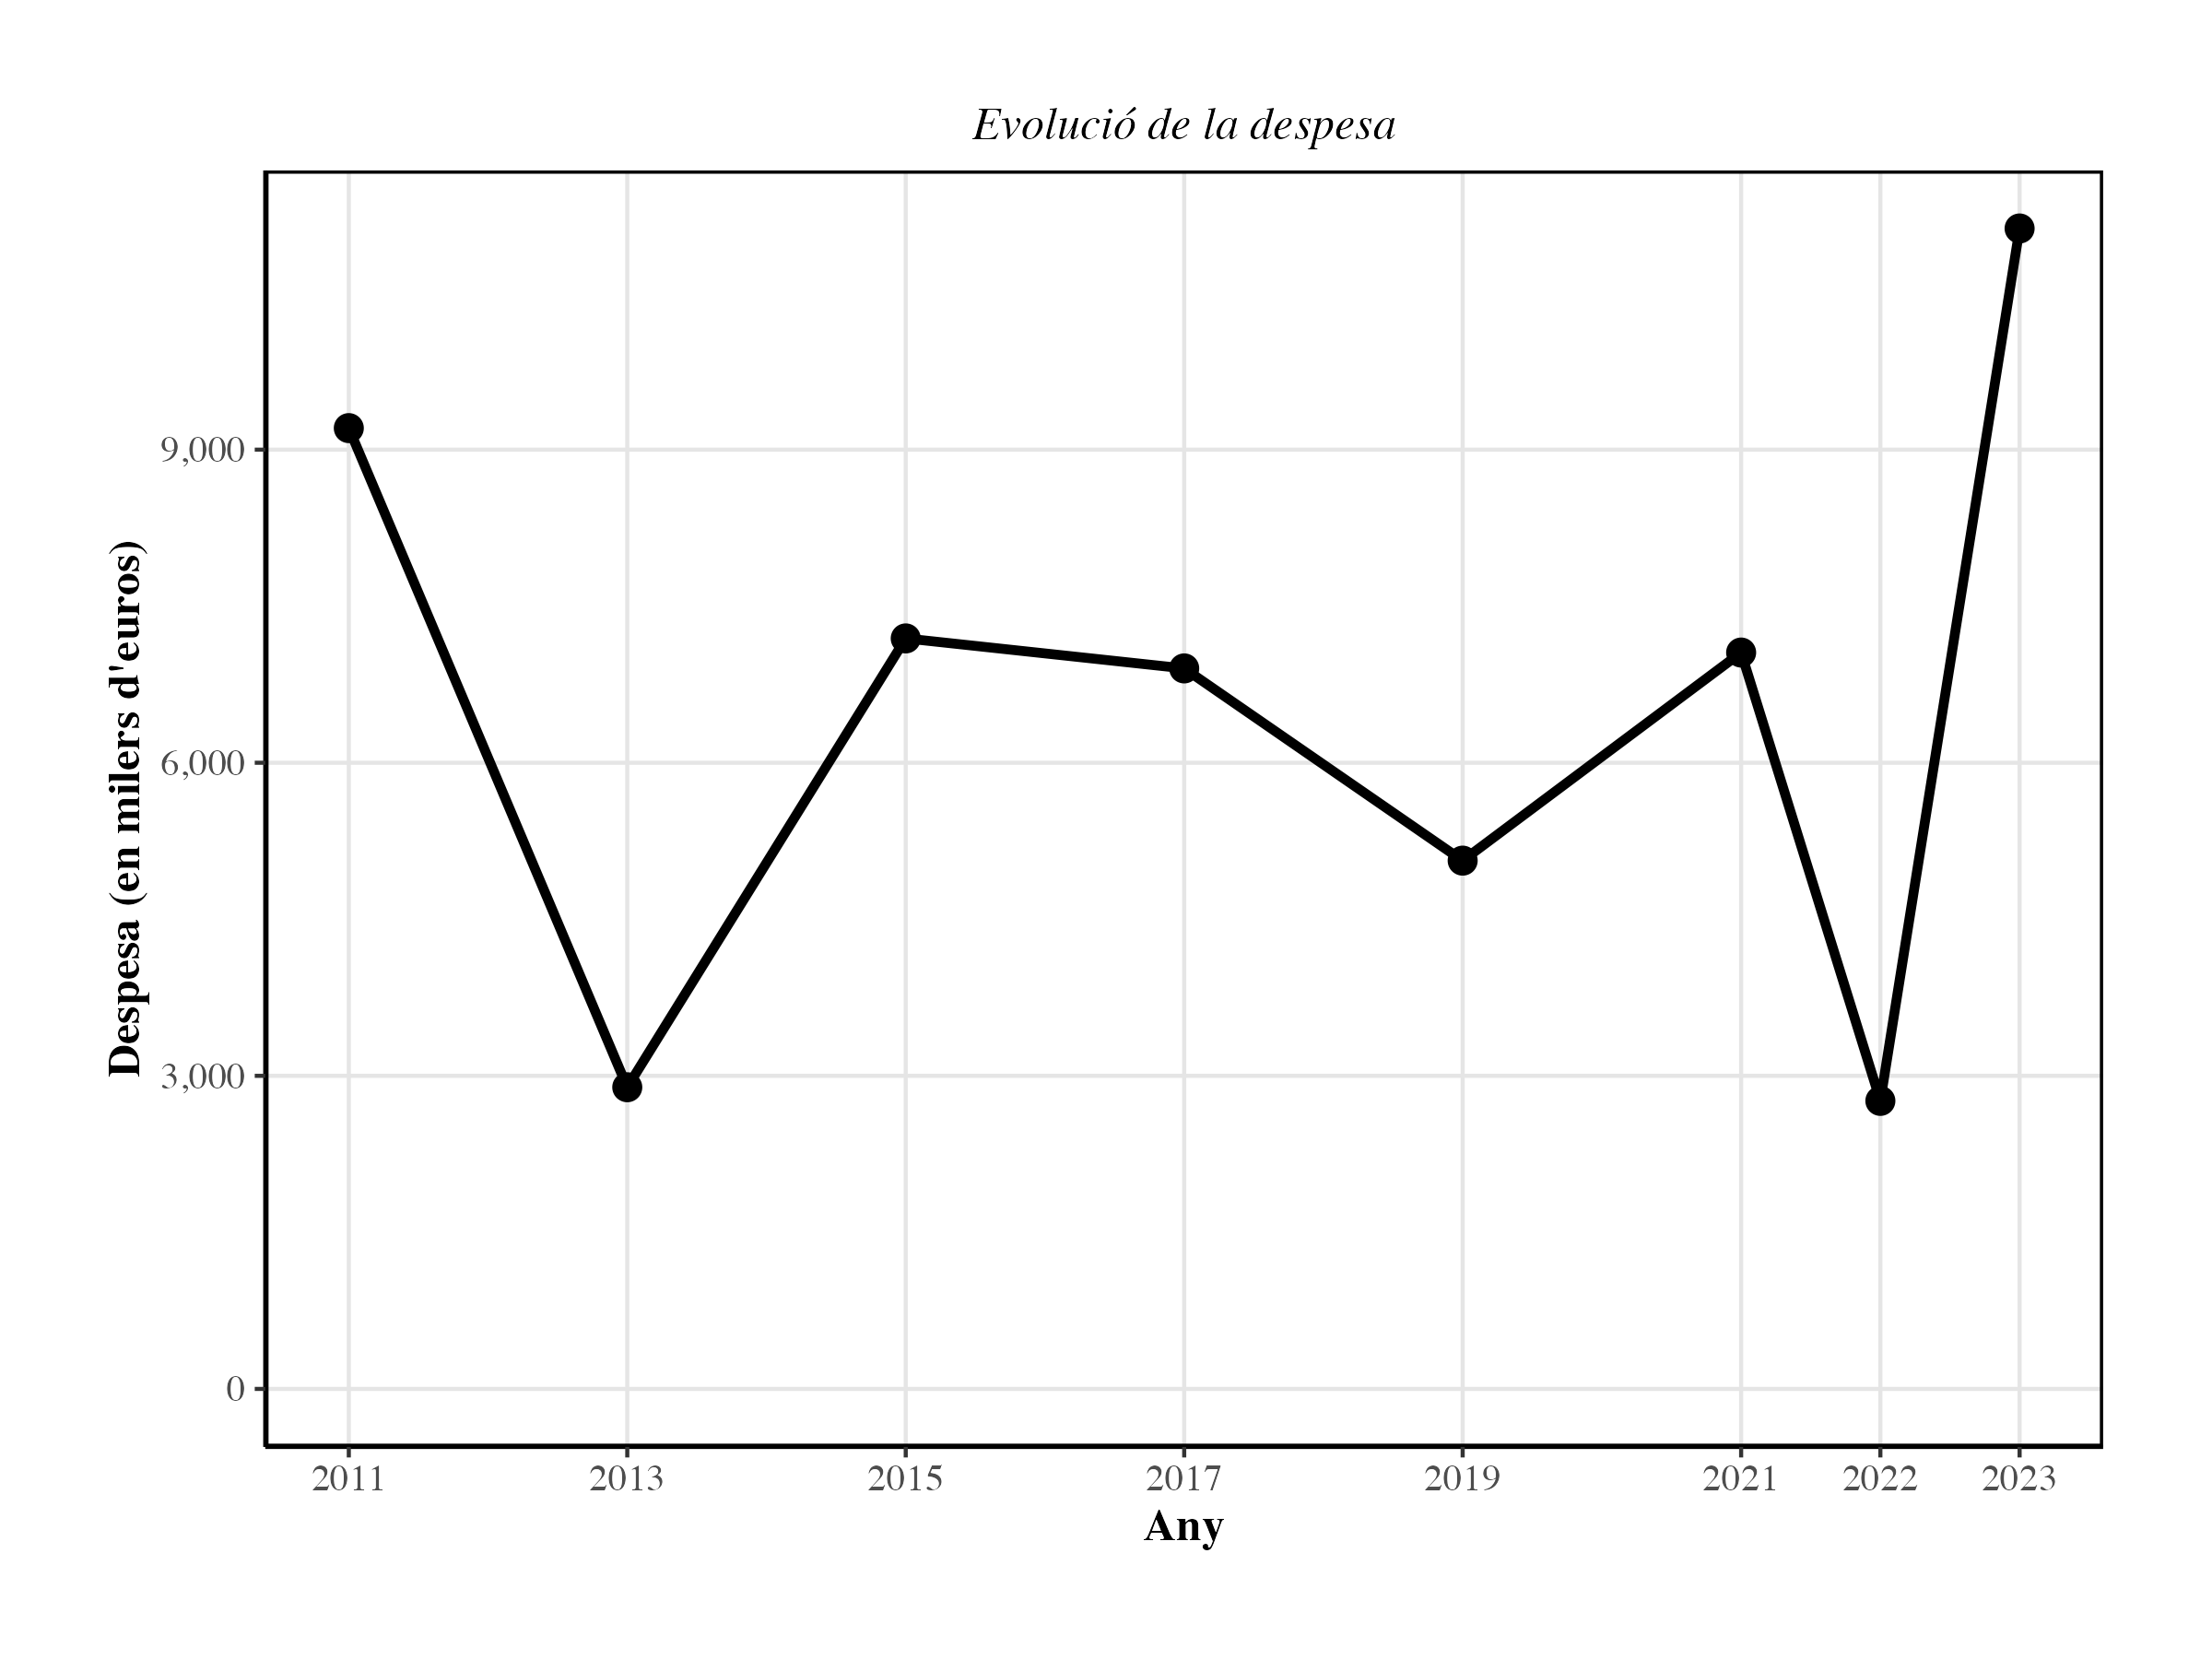 Evolució de la despesa
Despesa (en milers d'euros)
9,000
6,000
3,000
0
2011 2013 2015 2017 2019 2021 2022 2023
Any